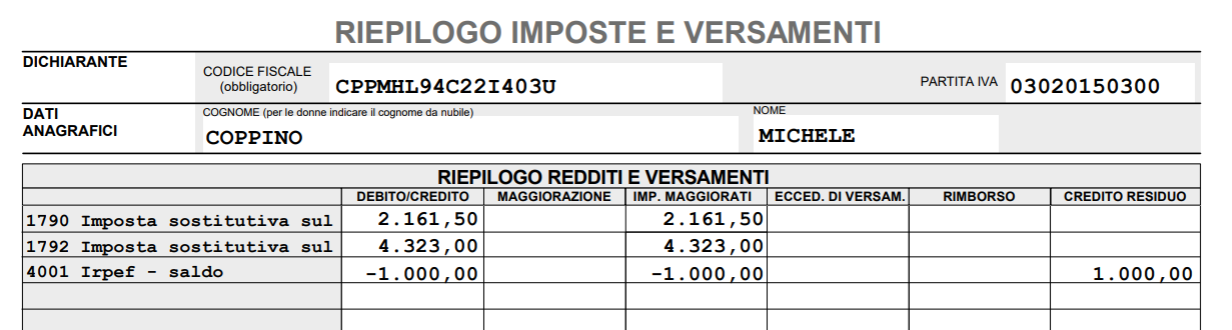 RIEPILOGO IMPOSTE E VERSAMENTI
DICHIARANTE
CODICE FISCALE
(obbligatorio)
CPPMHL94C22I403U
PARTITA IVA
03020150300
DATI
ANAGRAFICI
COGNOME (per le donne indicare il cognome da nubile)
COPPINO
NOME
MICHELE
RIEPILOGO REDDITI E VERSAMENTI
DEBITO/CREDITO MAGGIORAZIONE IMP. MAGGIORATI ECCED. DI VERSAM. RIMBORSO CREDITO RESIDUO
1790 Imposta sostitutiva sul 2.161,50 2.161,50
1792 Imposta sostitutiva sul 4.323,00 4.323,00
4001 Irpef - saldo -1.000,00 -1.000,00 1.000,00